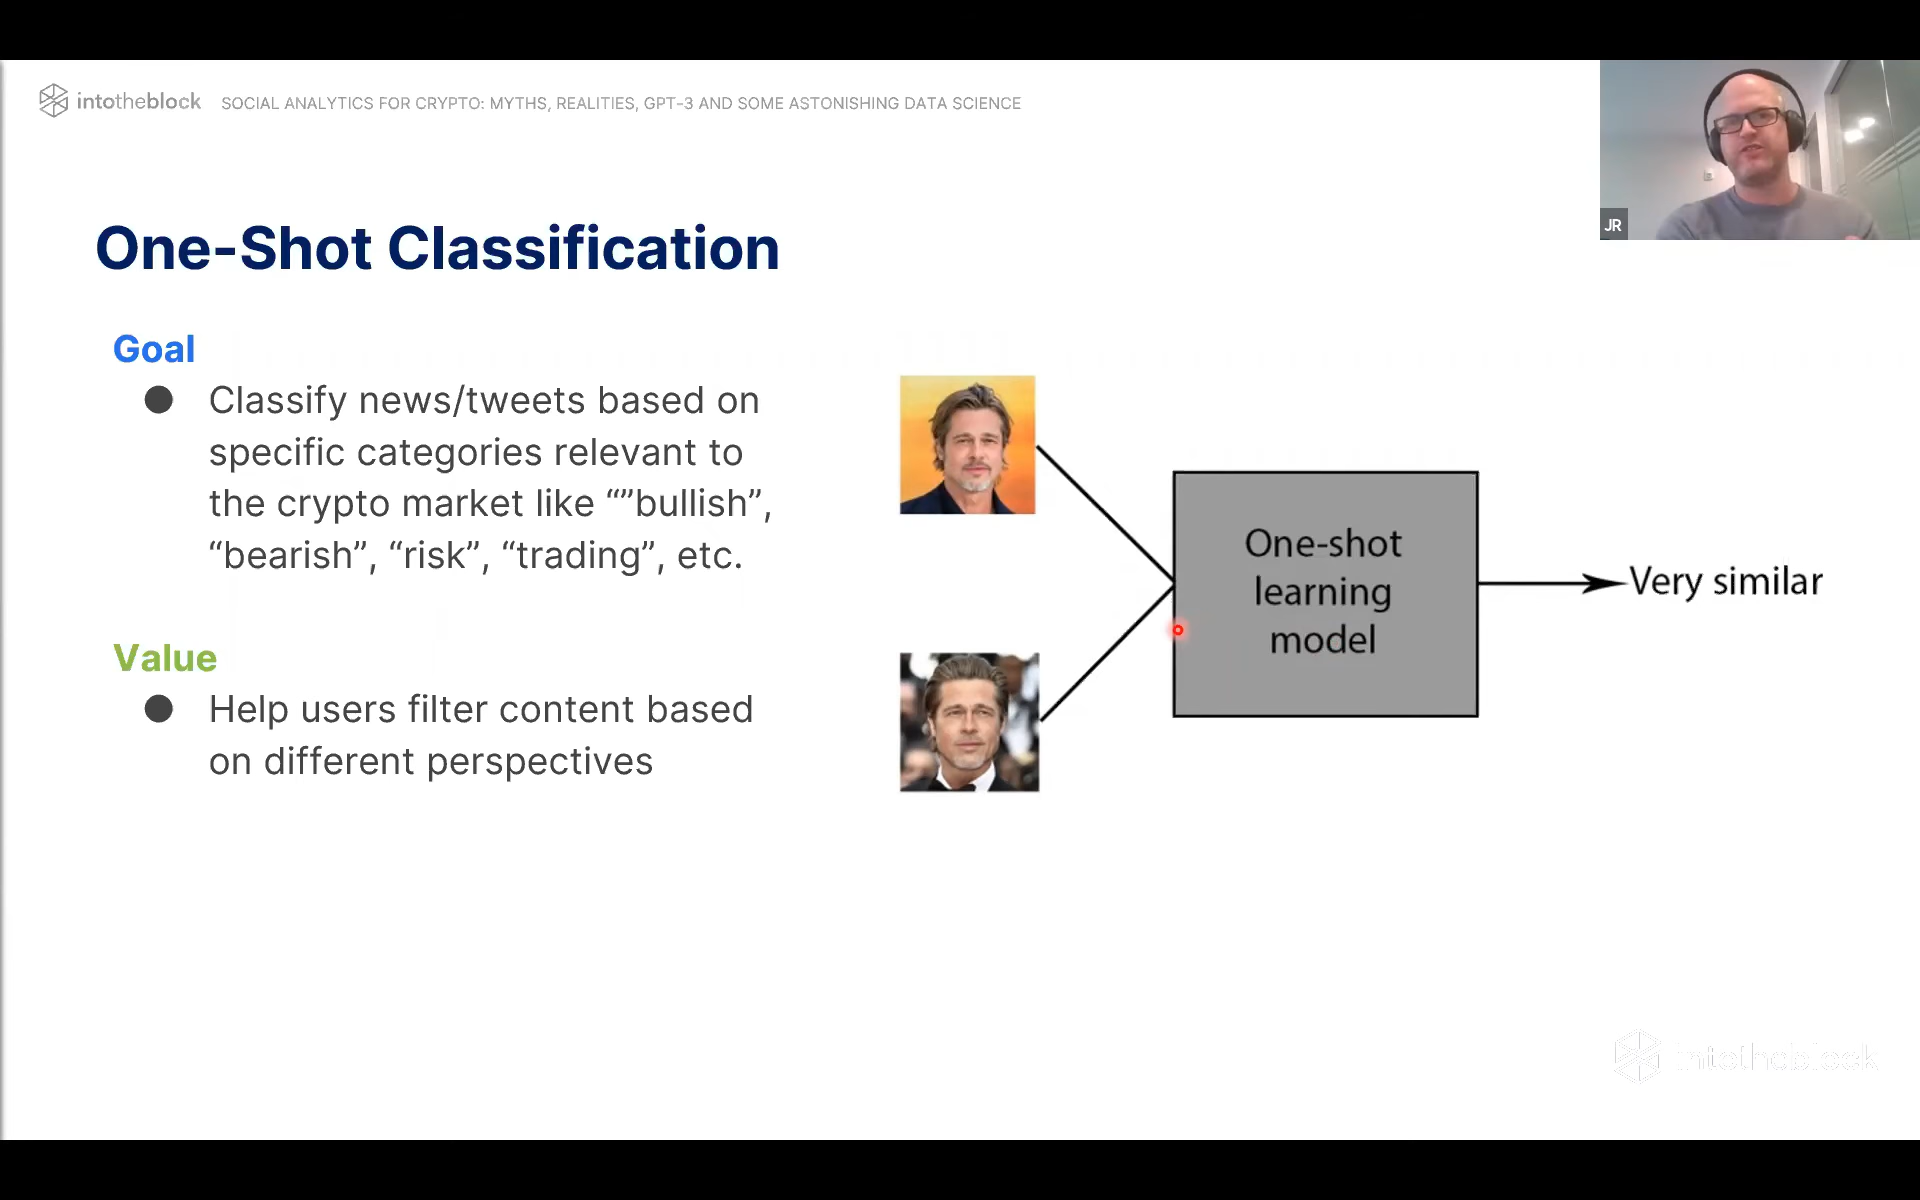 intotheblock SOCIAL ANALYTICS FOR CRYPTO: MYTHS, REALITIES, GPT-3 AND SOME ASTONISHING DATA SCIENCE
JR
One-Shot Classification
Goal
● Classify news/tweets based on
specific categories relevant to
the crypto market like “”bullish”,
“bearish”, “risk”, “trading”, etc.
Value
● Help users filter content based
on different perspectives
One-shot
learning
model
Very similar
intotheblock